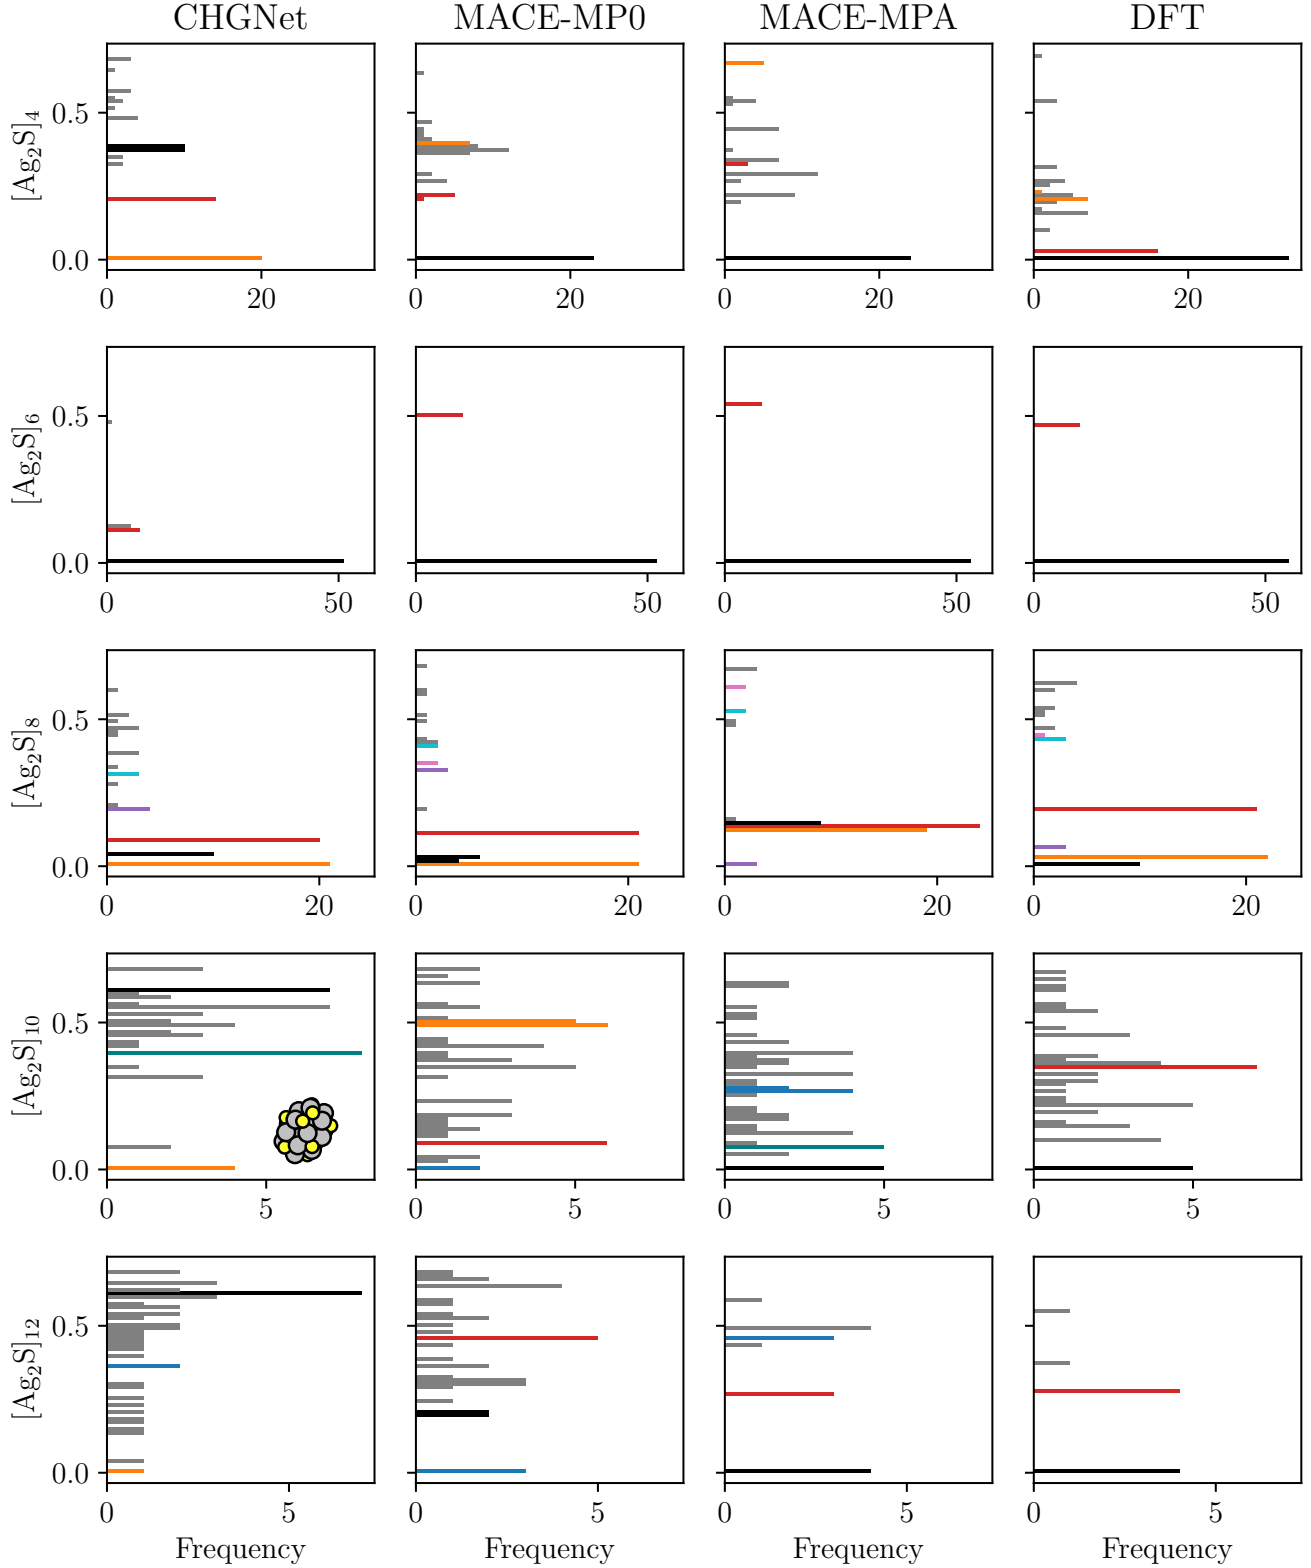 CHGNet MACE-MP0 MACE-MPA DFT
[Ag₂S]₄
0.5
0.0
0 20 0 20 0 20 0 20
[Ag₂S]₆
0.5
0.0
0 50 0 50 0 50 0 50
[Ag₂S]₈
0.5
0.0
0 20 0 20 0 20 0 20
[Ag₂S]₁₀
0.5
0.0
0 5 0 5 0 5 0 5
[Ag₂S]₁₂
0.5
0.0
0 5 0 5 0 5 0 5
Frequency Frequency Frequency Frequency